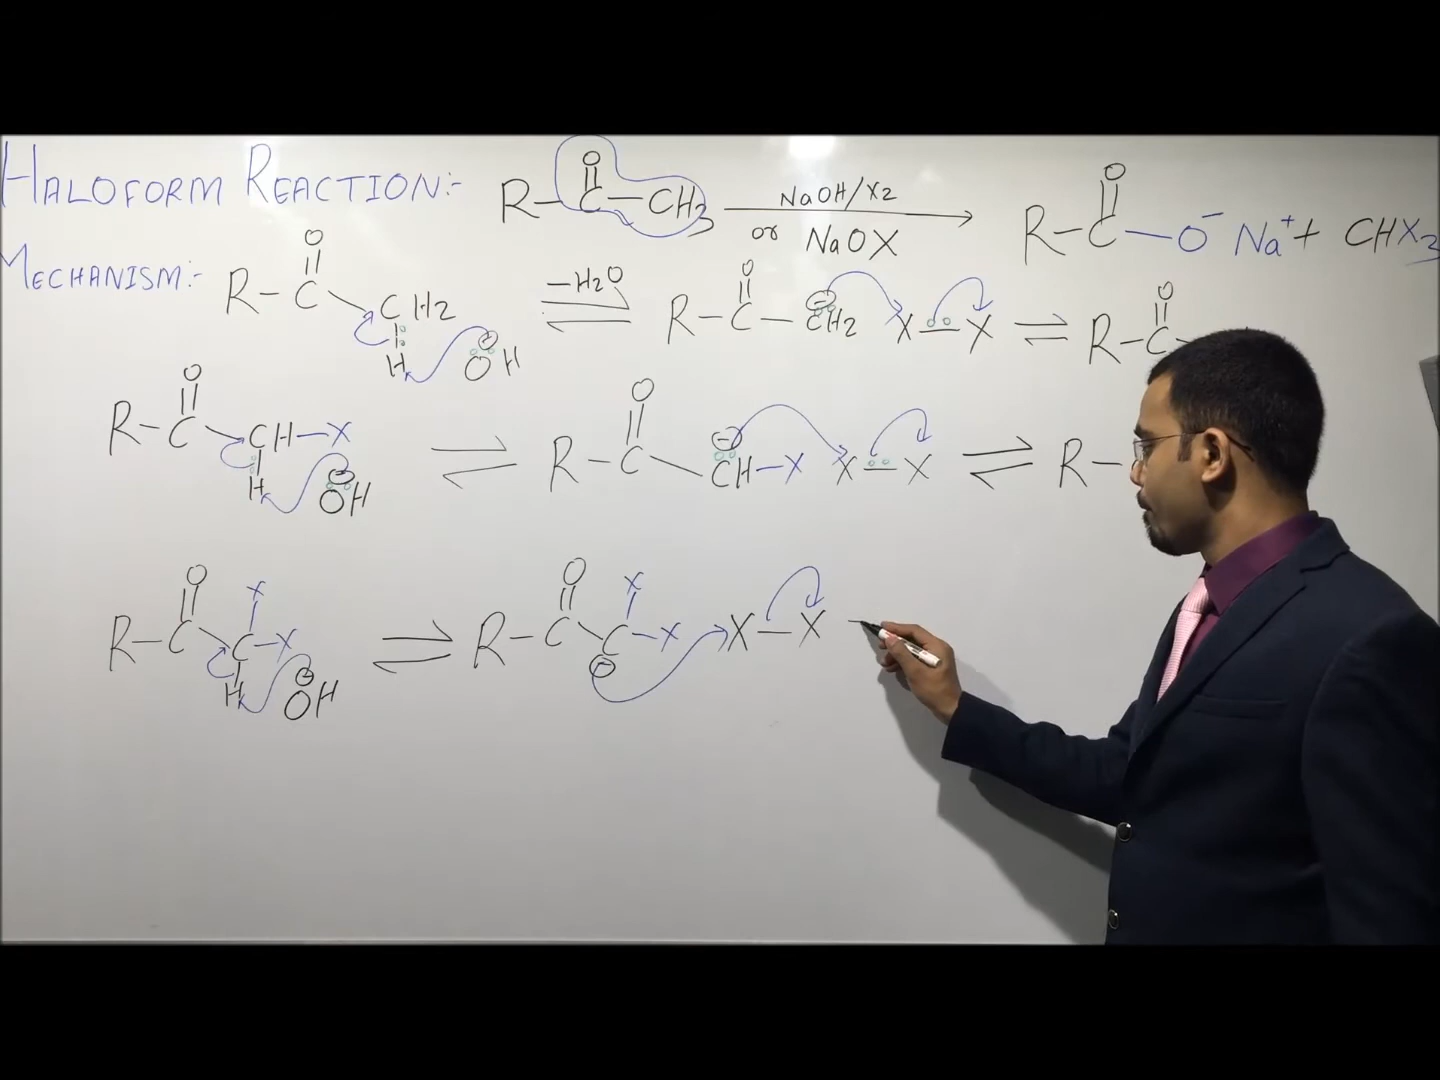 HALOFORM REACTION:- R-C(=O)-CH3 NaOH/X2 or NaOX → R-C(=O)-O⁻ Na⁺ + CHX3
MECHANISM:- R-C(=O)-CH2-H ⊖OH -H2O ⇌ R-C(=O)-⊖CH2 X-X ⇌ R-C(=O)-
R-C(=O)-CH-X H ⊖OH ⇌ R-C(=O)-⊖CH-X X-X ⇌ R-
R-C(=O)-C-X X H ⊖OH ⇌ R-C(=O)-C⊖-X X X-X -